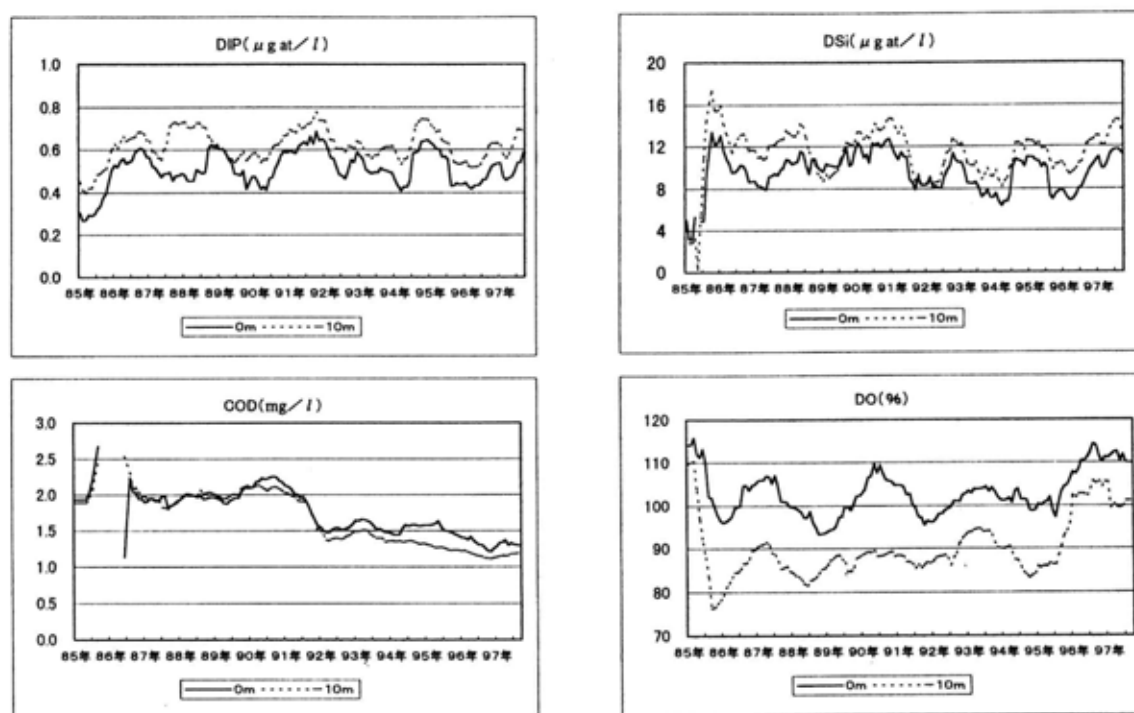 DIP(μgat/l)
1.0
0.8
0.6
0.4
0.2
0.0
85年 86年 87年 88年 89年 90年 91年 92年 93年 94年 95年 96年 97年
0m 10m
DSi(μgat/l)
20
16
12
8
4
0
85年 86年 87年 88年 89年 90年 91年 92年 93年 94年 95年 96年 97年
0m 10m
COD(mg/l)
3.0
2.5
2.0
1.5
1.0
0.5
0.0
85年 86年 87年 88年 89年 90年 91年 92年 93年 94年 95年 96年 97年
0m 10m
DO(%)
120
110
100
90
80
70
85年 86年 87年 88年 89年 90年 91年 92年 93年 94年 95年 96年 97年
0m 10m